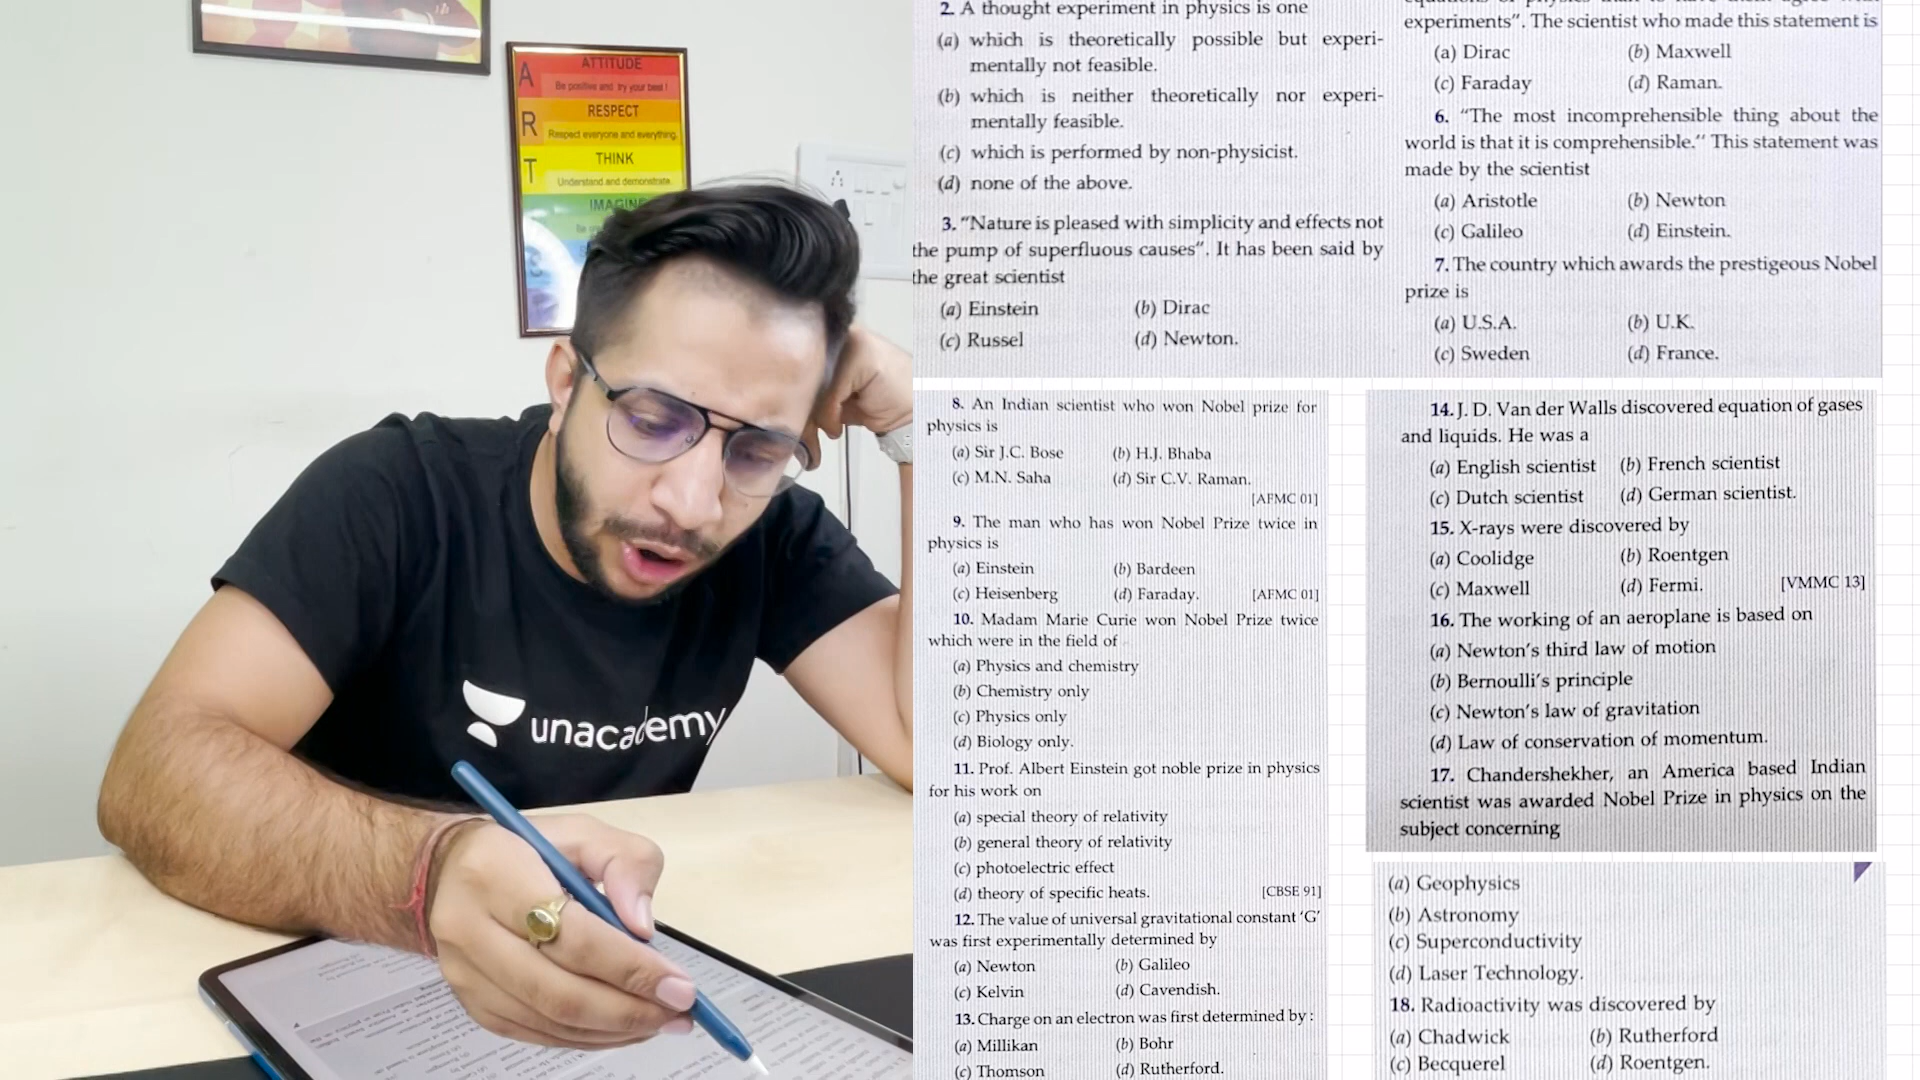 A
R
T
ATTITUDE
Be positive and try your best!
RESPECT
Respect everyone and everything.
THINK
Understand and demonstrate
IMAGINE
unacademy
2. A thought experiment in physics is one
(a) which is theoretically possible but experi-
mentally not feasible.
(b) which is neither theoretically nor experi-
mentally feasible.
(c) which is performed by non-physicist.
(d) none of the above.
3. "Nature is pleased with simplicity and effects not
the pump of superfluous causes". It has been said by
the great scientist
(a) Einstein (b) Dirac
(c) Russel (d) Newton.
experiments". The scientist who made this statement is
(a) Dirac (b) Maxwell
(c) Faraday (d) Raman.
6. "The most incomprehensible thing about the
world is that it is comprehensible." This statement was
made by the scientist
(a) Aristotle (b) Newton
(c) Galileo (d) Einstein.
7. The country which awards the prestigeous Nobel
prize is
(a) U.S.A. (b) U.K.
(c) Sweden (d) France.
8. An Indian scientist who won Nobel prize for
physics is
(a) Sir J.C. Bose (b) H.J. Bhaba
(c) M.N. Saha (d) Sir C.V. Raman.
[AFMC 01]
9. The man who has won Nobel Prize twice in
physics is
(a) Einstein (b) Bardeen
(c) Heisenberg (d) Faraday. [AFMC 01]
10. Madam Marie Curie won Nobel Prize twice
which were in the field of
(a) Physics and chemistry
(b) Chemistry only
(c) Physics only
(d) Biology only.
11. Prof. Albert Einstein got noble prize in physics
for his work on
(a) special theory of relativity
(b) general theory of relativity
(c) photoelectric effect
(d) theory of specific heats. [CBSE 91]
12. The value of universal gravitational constant 'G'
was first experimentally determined by
(a) Newton (b) Galileo
(c) Kelvin (d) Cavendish.
13. Charge on an electron was first determined by :
(a) Millikan (b) Bohr
(c) Thomson (d) Rutherford.
14. J. D. Van der Walls discovered equation of gases
and liquids. He was a
(a) English scientist (b) French scientist
(c) Dutch scientist (d) German scientist.
15. X-rays were discovered by
(a) Coolidge (b) Roentgen
(c) Maxwell (d) Fermi. [VMMC 13]
16. The working of an aeroplane is based on
(a) Newton's third law of motion
(b) Bernoulli's principle
(c) Newton's law of gravitation
(d) Law of conservation of momentum.
17. Chandershekher, an America based Indian
scientist was awarded Nobel Prize in physics on the
subject concerning
(a) Geophysics
(b) Astronomy
(c) Superconductivity
(d) Laser Technology.
18. Radioactivity was discovered by
(a) Chadwick (b) Rutherford
(c) Becquerel (d) Roentgen.